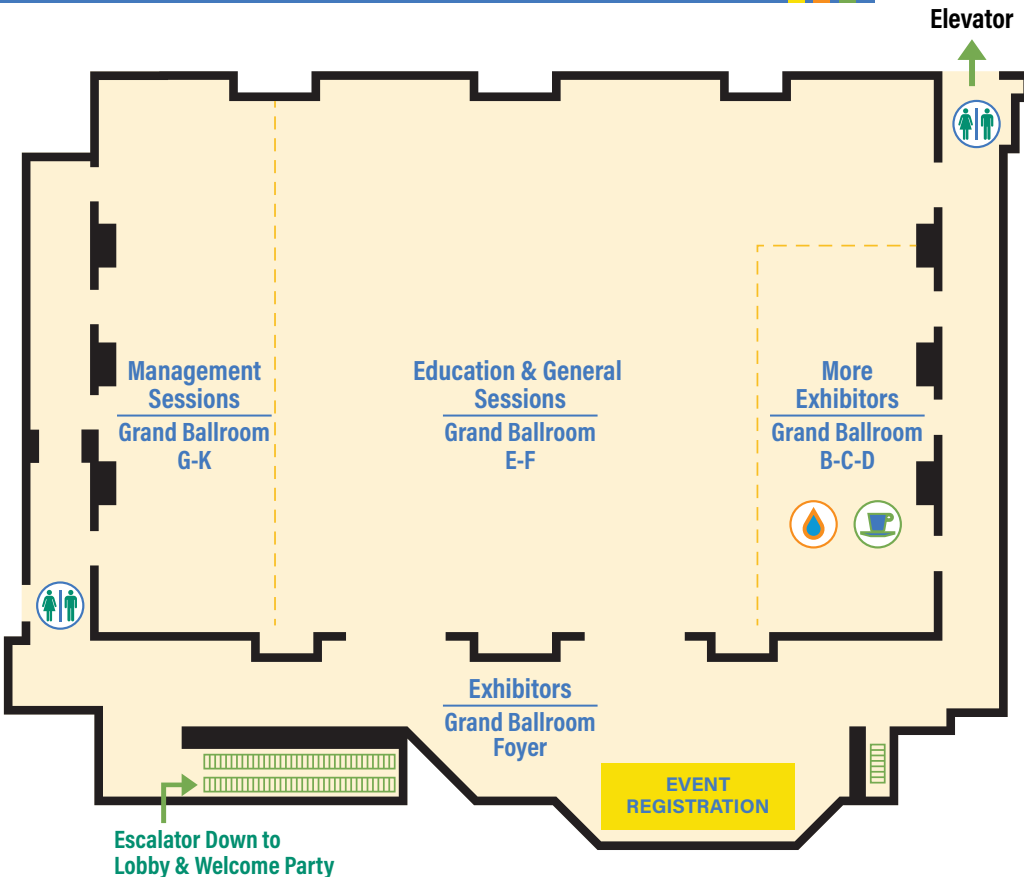 Elevator
Management
Sessions
Grand Ballroom
G-K
Education & General
Sessions
Grand Ballroom
E-F
More
Exhibitors
Grand Ballroom
B-C-D
Exhibitors
Grand Ballroom
Foyer
EVENT
REGISTRATION
Escalator Down to
Lobby & Welcome Party